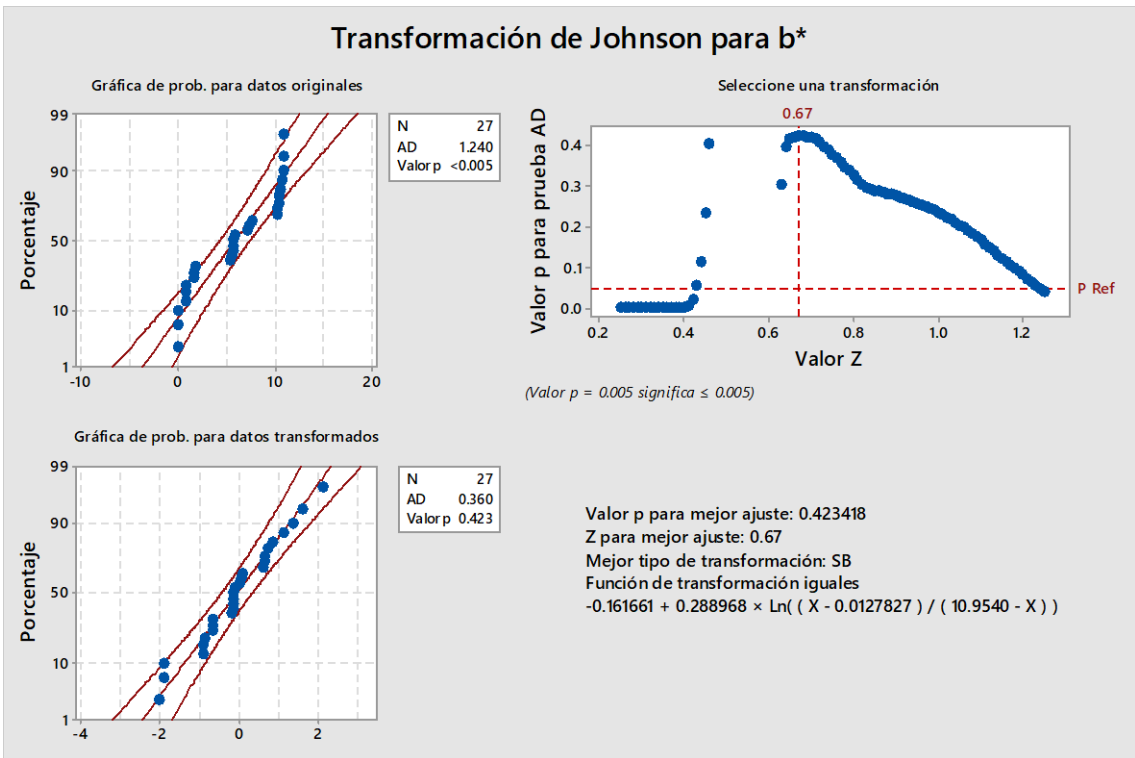 Transformación de Johnson para b*
Gráfica de prob. para datos originales
99
90
50
10
1
-10
0
10
20
Porcentaje
N 27
AD 1.240
Valor p <0.005
Seleccione una transformación
0.67
0.4
0.3
0.2
0.1
0.0
0.2
0.4
0.6
0.8
1.0
1.2
Valor p para prueba AD
P Ref
Valor Z
(Valor p = 0.005 significa ≤ 0.005)
Gráfica de prob. para datos transformados
99
90
50
10
1
-4
-2
0
2
Porcentaje
N 27
AD 0.360
Valor p 0.423
Valor p para mejor ajuste: 0.423418
Z para mejor ajuste: 0.67
Mejor tipo de transformación: SB
Función de transformación iguales
-0.161661 + 0.288968 × Ln( ( X - 0.0127827 ) / ( 10.9540 - X ) )